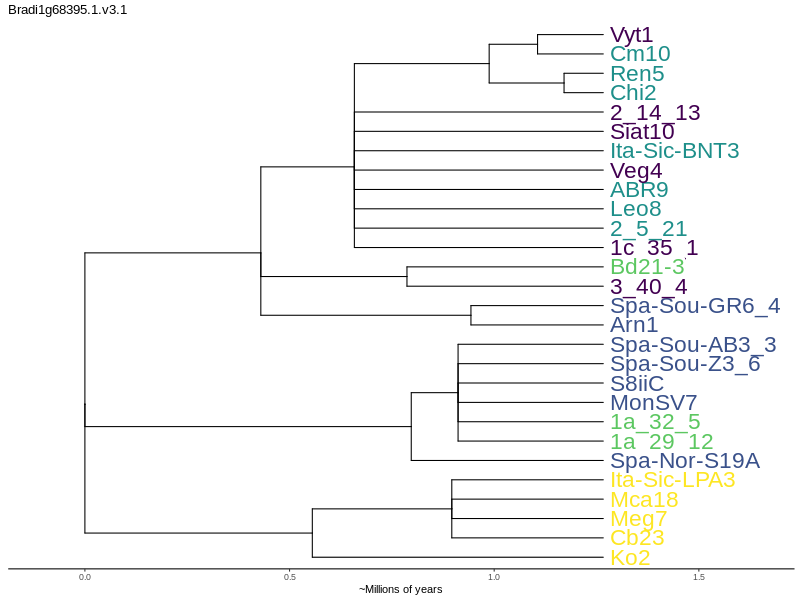 Bradi1g68395.1.v3.1
Vyt1
Cm10
Ren5
Chi2
2_14_13
Siat10
Ita-Sic-BNT3
Veg4
ABR9
Leo8
2_5_21
1c_35_1
Bd21-3
3_40_4
Spa-Sou-GR6_4
Arn1
Spa-Sou-AB3_3
Spa-Sou-Z3_6
S8iiC
MonSV7
1a_32_5
1a_29_12
Spa-Nor-S19A
Ita-Sic-LPA3
Mca18
Meg7
Cb23
Ko2
0.0 0.5 1.0 1.5
~Millions of years